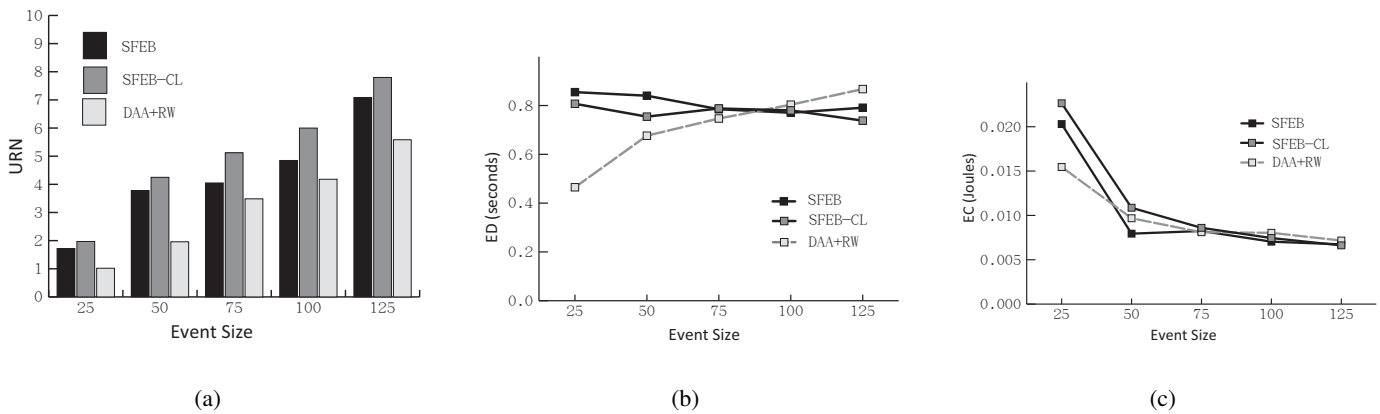 URN
10
9
8
7
6
5
4
3
2
1
0
SFEB
SFEB-CL
DAA+RW
25 50 75 100 125
Event Size
(a)
ED (seconds)
0.8
0.6
0.4
0.2
0.0
SFEB
SFEB-CL
DAA+RW
25 50 75 100 125
Event Size
(b)
EC (Joules)
0.020
0.015
0.010
0.005
0.000
SFEB
SFEB-CL
DAA+RW
25 50 75 100 125
Event Size
(c)